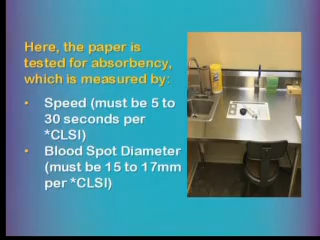 Here, the paper is
tested for absorbency,
which is measured by:
• Speed (must be 5 to
30 seconds per
*CLSI)
• Blood Spot Diameter
(must be 15 to 17mm
per *CLSI)